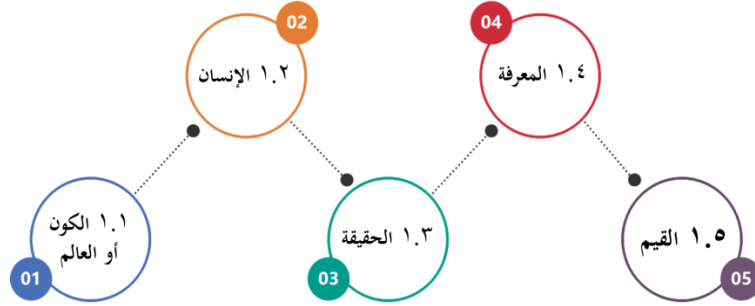 01
١.١ الكون
أو العالم
02
١.٢ الإنسان
03
١.٣ الحقيقة
04
١.٤ المعرفة
05
١.٥ القيم